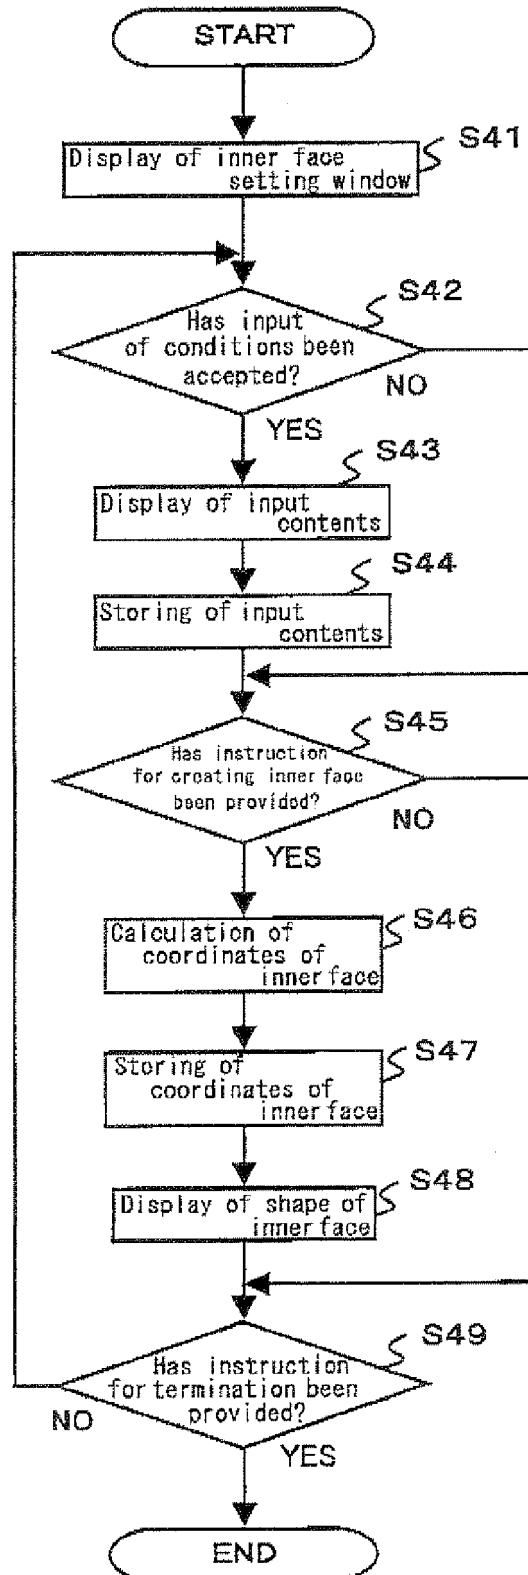 START
S41
Display of inner face
setting window
S42
Has input
of conditions been
accepted?
NO
YES
S43
Display of input
contents
S44
Storing of input
contents
S45
Has instruction
for creating inner face
been provided?
NO
YES
S46
Calculation of
coordinates of
inner face
S47
Storing of
coordinates of
inner face
S48
Display of shape of
inner face
S49
Has instruction
for termination been
provided?
NO
YES
END